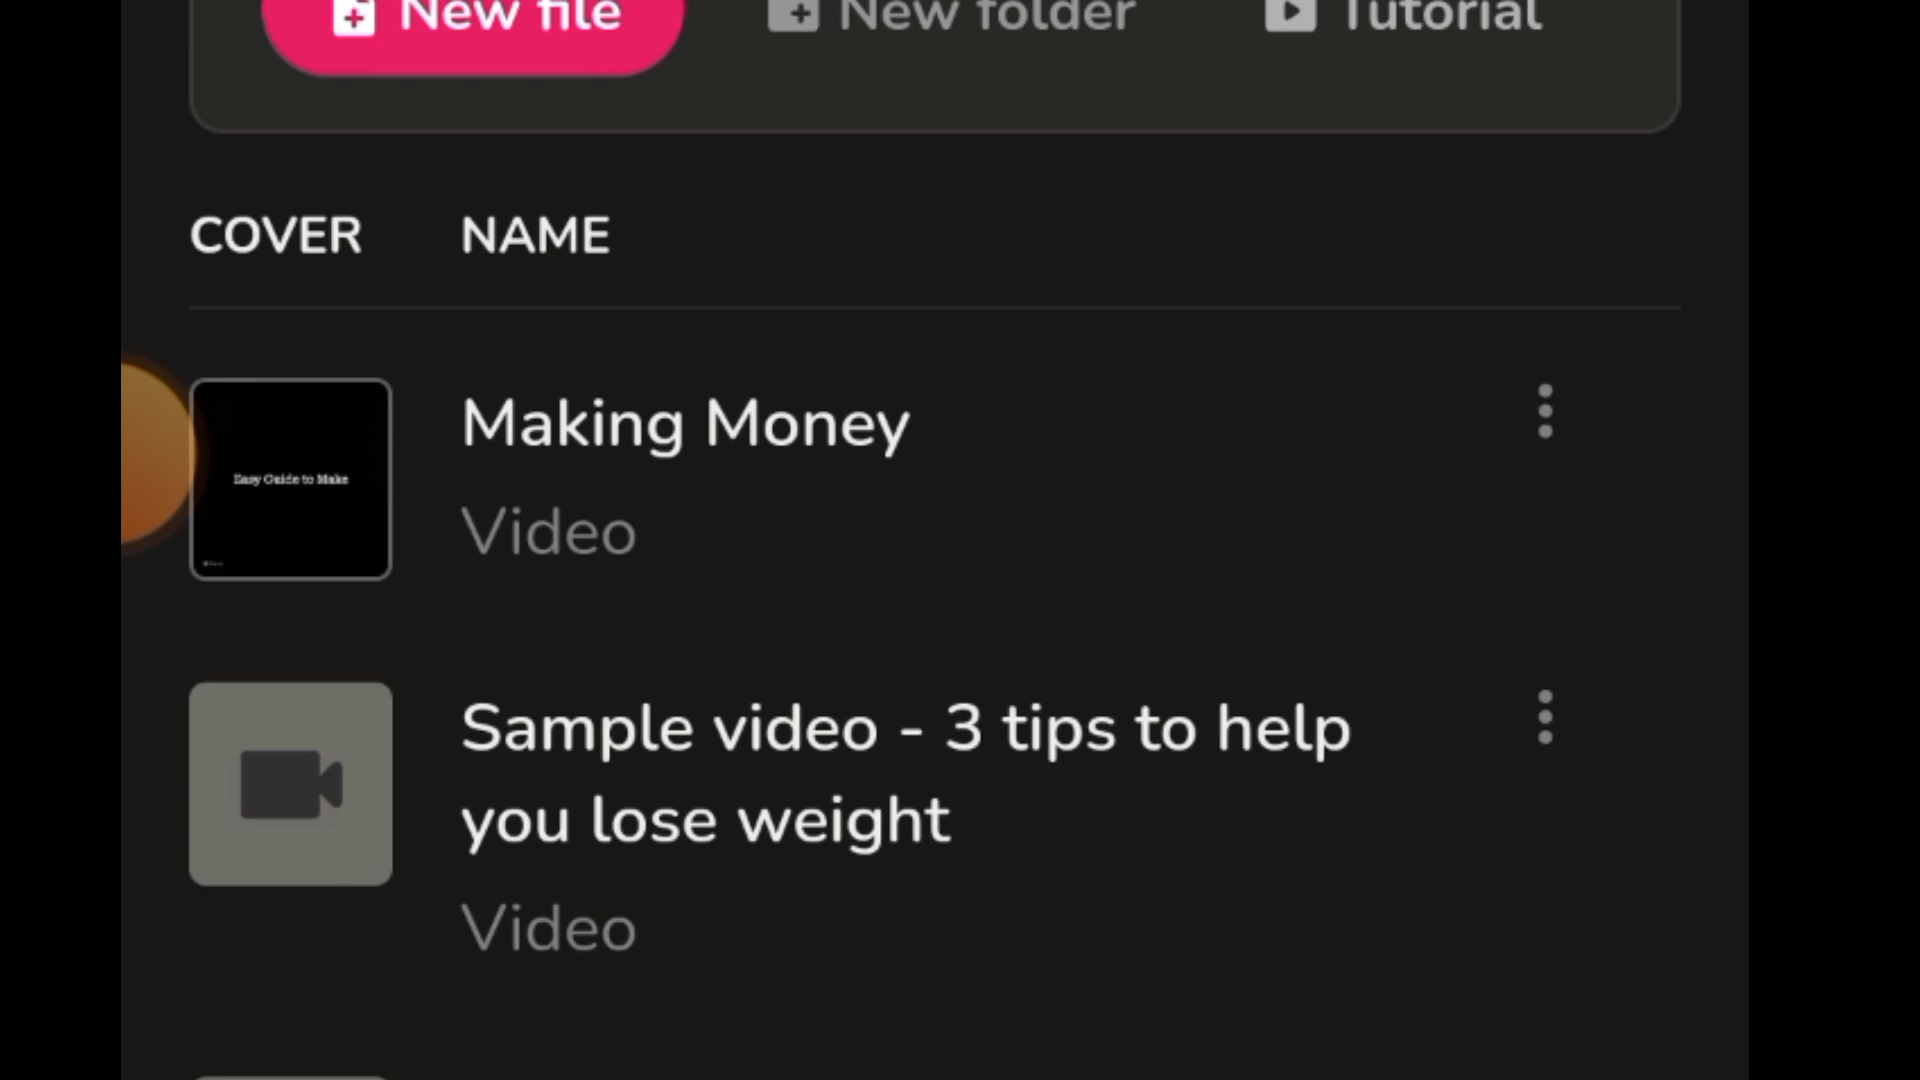 New file New folder Tutorial
COVER NAME
Making Money
Easy Guide to Make
Video
Sample video - 3 tips to help
you lose weight
Video